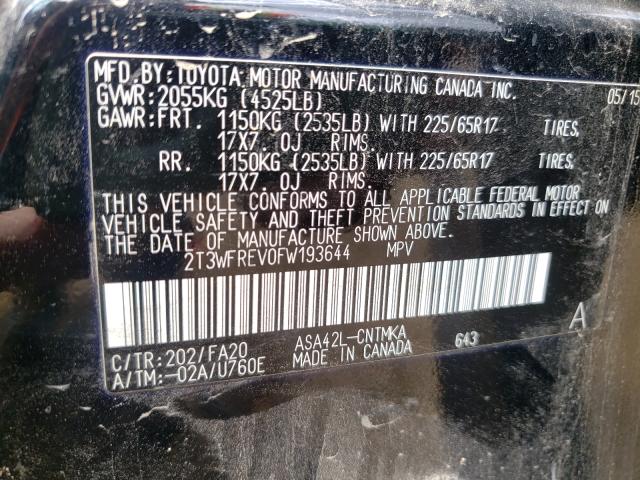 MFD.BY:TOYOTA MOTOR MANUFACTURING CANADA INC. 05/15
GVWR:2055KG (4525LB)
GAWR:FRT. 1150KG (2535LB) WITH 225/65R17 TIRES,
17X7.0J RIMS.
RR. 1150KG (2535LB) WITH 225/65R17 TIRES,
17X7.0J RIMS.
THIS VEHICLE CONFORMS TO ALL APPLICABLE FEDERAL MOTOR
VEHICLE SAFETY AND THEFT PREVENTION STANDARDS IN EFFECT ON
THE DATE OF MANUFACTURE SHOWN ABOVE.
2T3WFREV0FW193644 MPV
A
C/TR:202/FA20 ASA42L-CNTMKA 643
A/TM:-02A/U760E MADE IN CANADA